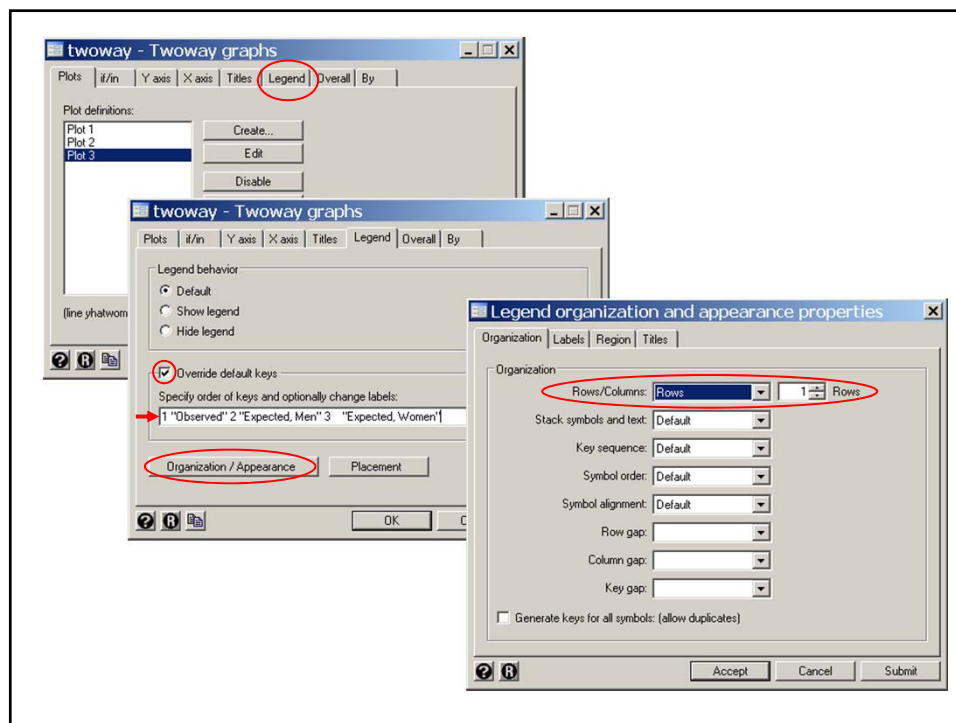 twoway - Twoway graphs
Plots if/in Y axis X axis Titles Legend Overall By
Plot definitions:
Plot 1
Plot 2
Plot 3
Create...
Edit
Disable
(line yhatwom
twoway - Twoway graphs
Plots if/in Y axis X axis Titles Legend Overall By
Legend behavior
Default
Show legend
Hide legend
Override default keys
Specify order of keys and optionally change labels:
1 "Observed" 2 "Expected, Men" 3 "Expected, Women"
Organization / Appearance Placement
? R
OK C
Legend organization and appearance properties
Organization Labels Region Titles
Organization
Rows/Columns: Rows 1 Rows
Stack symbols and text: Default
Key sequence: Default
Symbol order: Default
Symbol alignment: Default
Row gap:
Column gap:
Key gap:
Generate keys for all symbols: (allow duplicates)
? R
Accept Cancel Submit